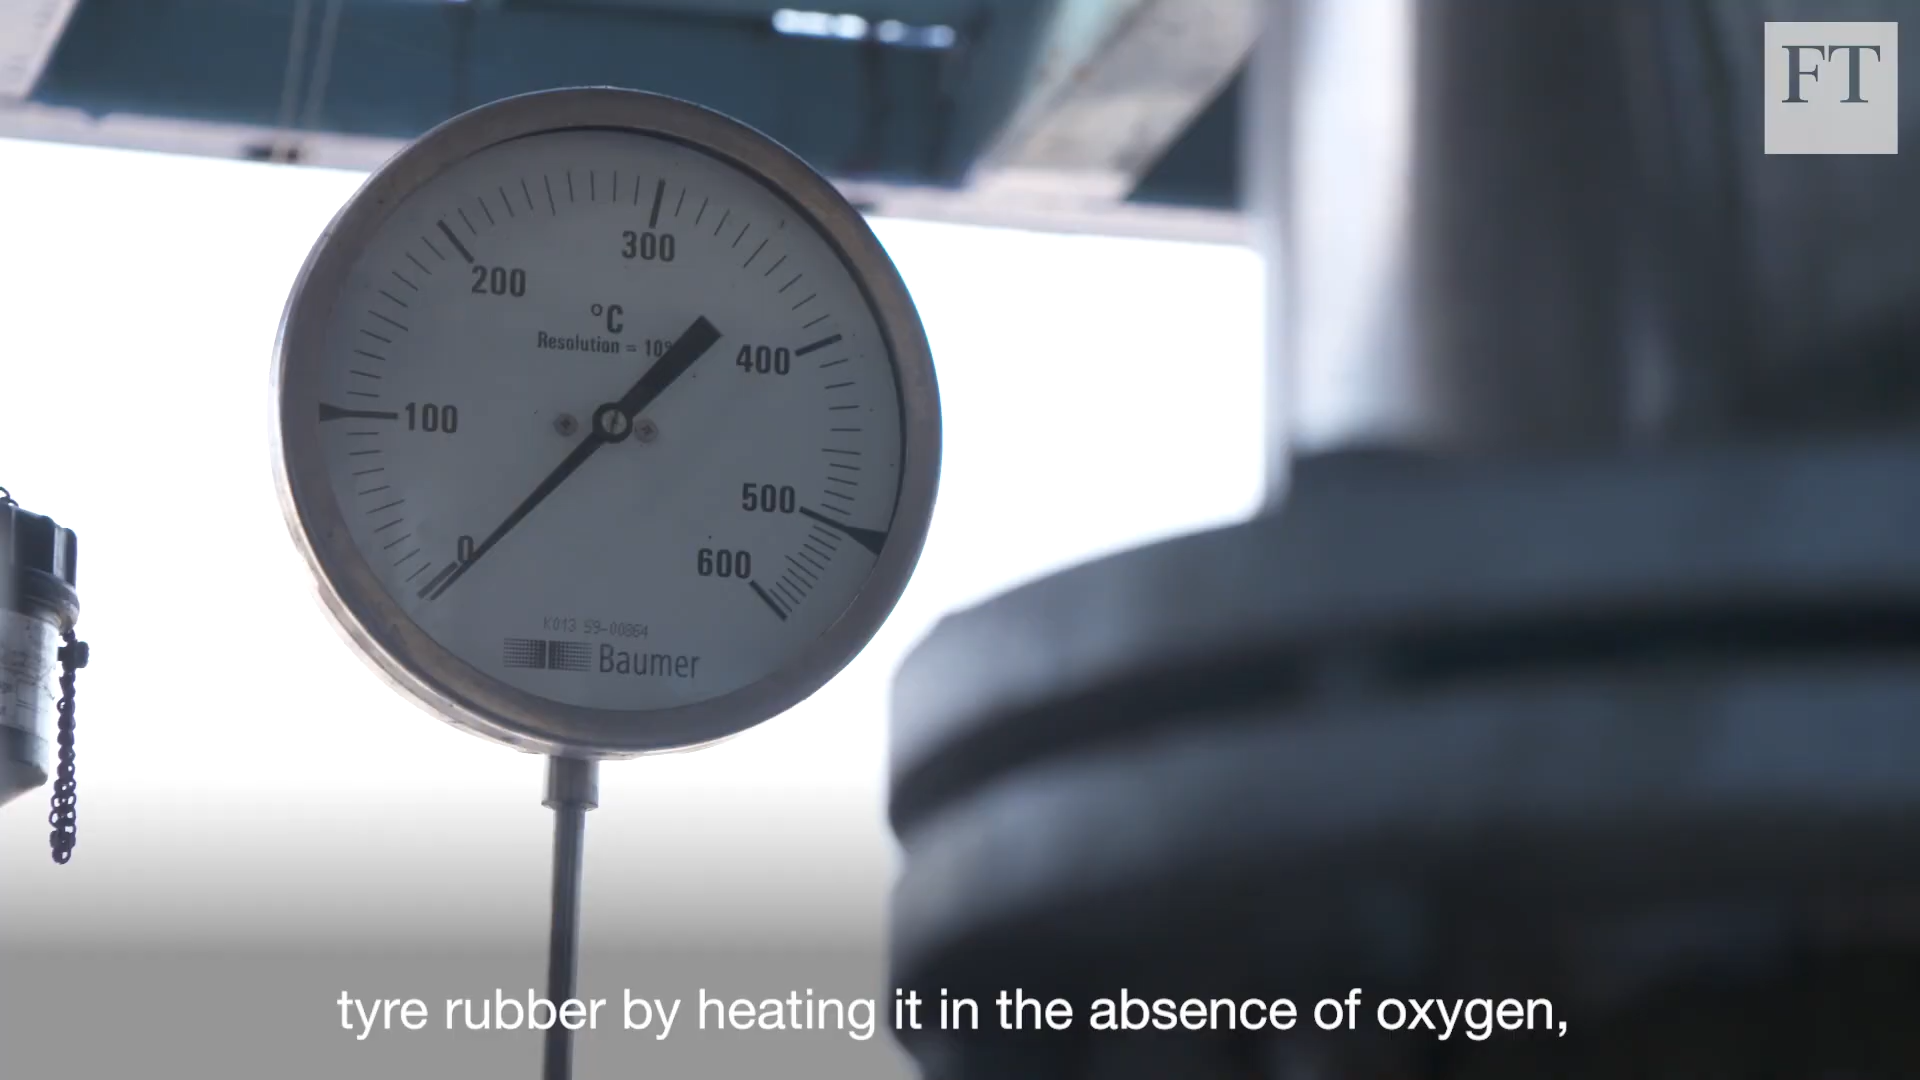 FT
300
200
°C
Resolution =
400
100
500
0
600
Baumer
tyre rubber by heating it in the absence of oxygen,